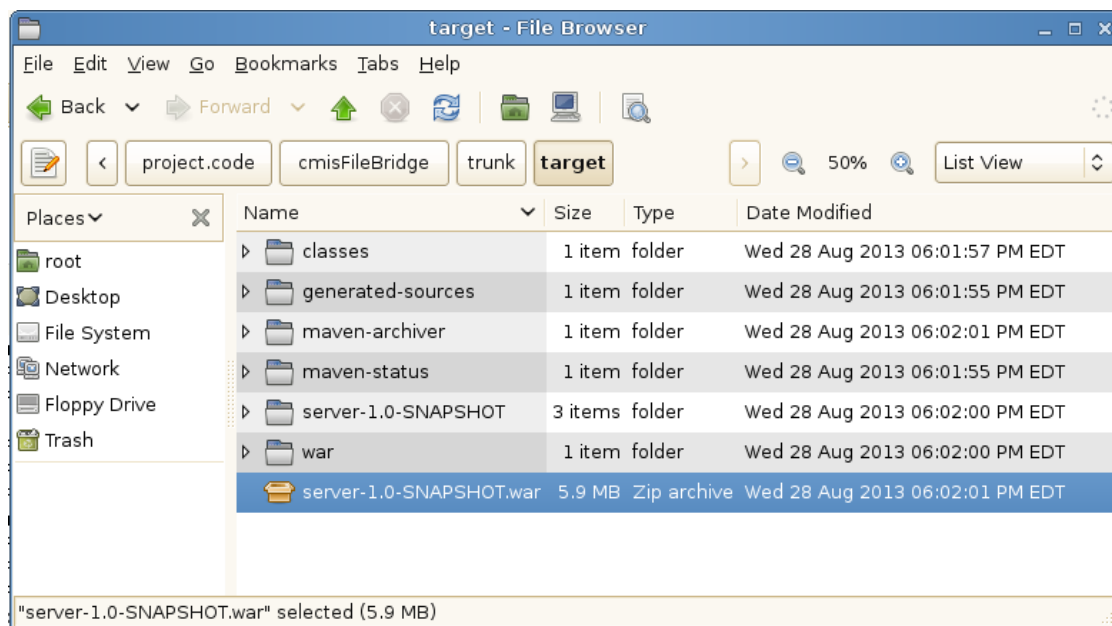 target - File Browser
File Edit View Go Bookmarks Tabs Help
Back Forward
project.code cmisFileBridge trunk target 50% List View
Places Name Size Type Date Modified
root
Desktop
File System
Network
Floppy Drive
Trash
classes 1 item folder Wed 28 Aug 2013 06:01:57 PM EDT
generated-sources 1 item folder Wed 28 Aug 2013 06:01:55 PM EDT
maven-archiver 1 item folder Wed 28 Aug 2013 06:02:01 PM EDT
maven-status 1 item folder Wed 28 Aug 2013 06:01:55 PM EDT
server-1.0-SNAPSHOT 3 items folder Wed 28 Aug 2013 06:02:00 PM EDT
war 1 item folder Wed 28 Aug 2013 06:02:00 PM EDT
server-1.0-SNAPSHOT.war 5.9 MB Zip archive Wed 28 Aug 2013 06:02:01 PM EDT
"server-1.0-SNAPSHOT.war" selected (5.9 MB)